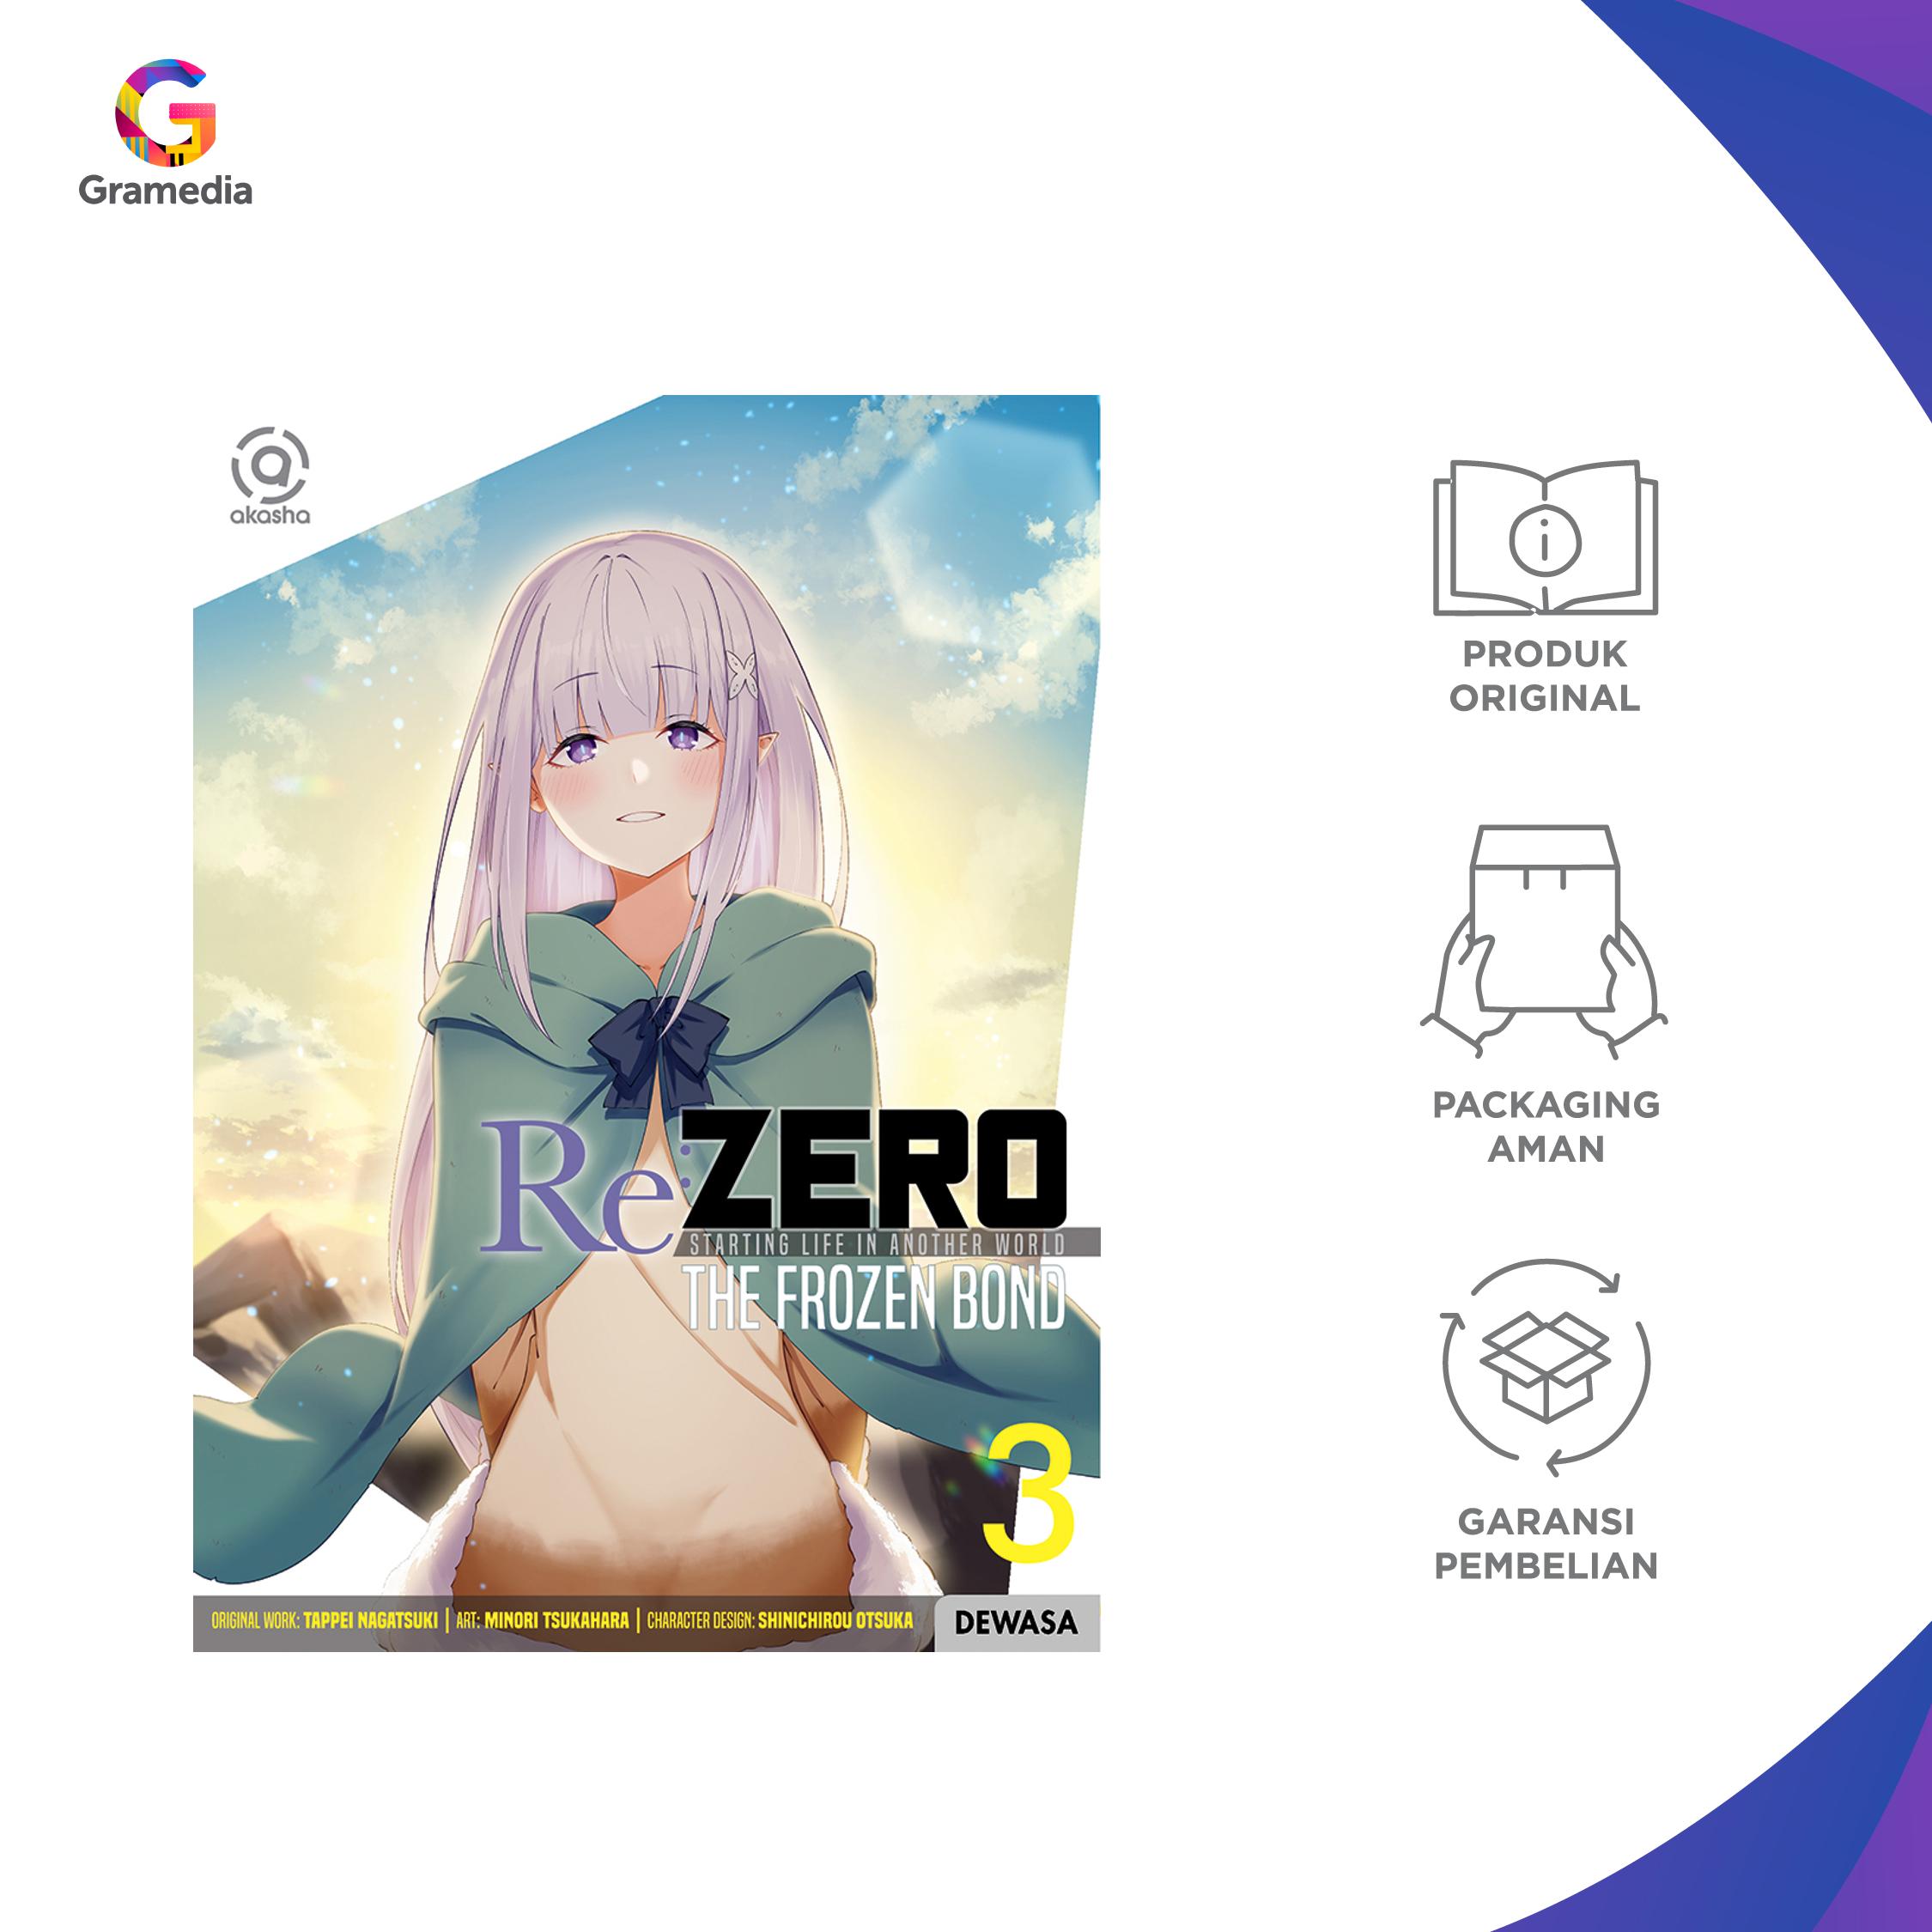 Gramedia
akasha
Re:ZERO
STARTING LIFE IN ANOTHER WORLD
THE FROZEN BOND
3
ORIGINAL WORK: TAPPEI NAGATSUKI | ART: MINORI TSUKAHARA | CHARACTER DESIGN: SHINICHIROU OTSUKA
DEWASA
PRODUK
ORIGINAL
PACKAGING
AMAN
GARANSI
PEMBELIAN